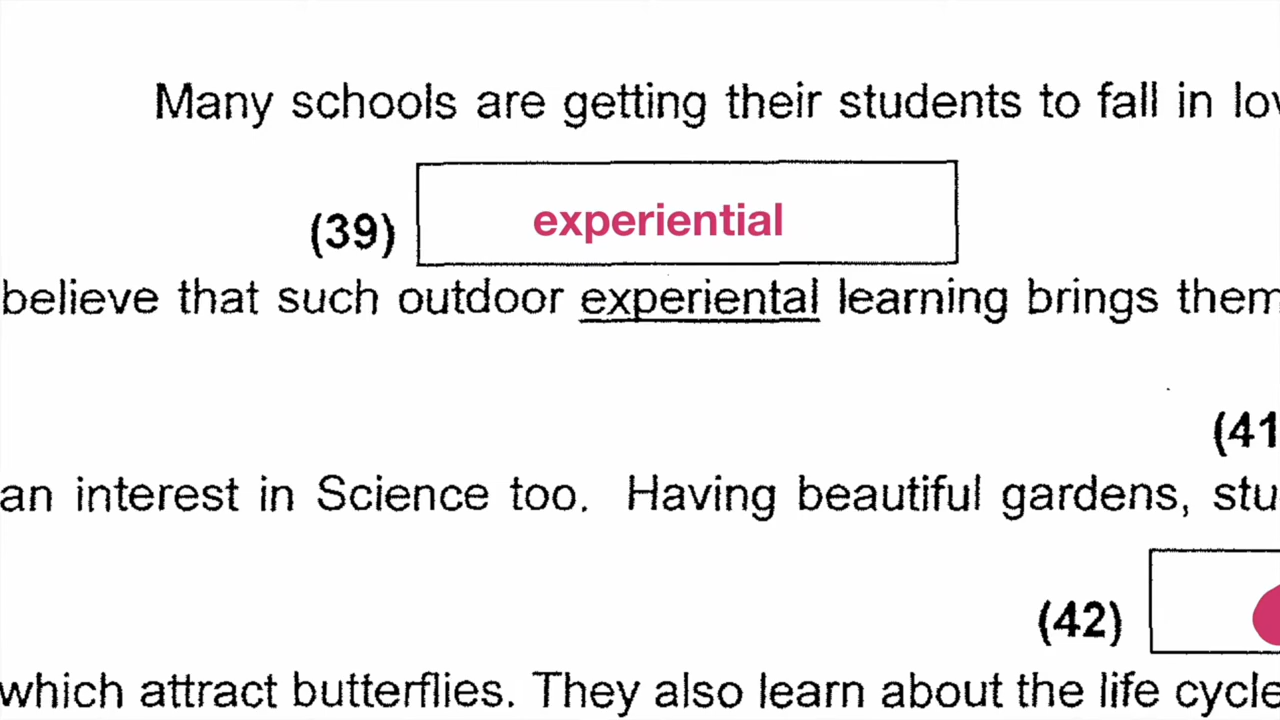 Many schools are getting their students to fall in lov
(39) experiential
believe that such outdoor experiental learning brings them
(41
an interest in Science too. Having beautiful gardens, stu
(42)
which attract butterflies. They also learn about the life cycle